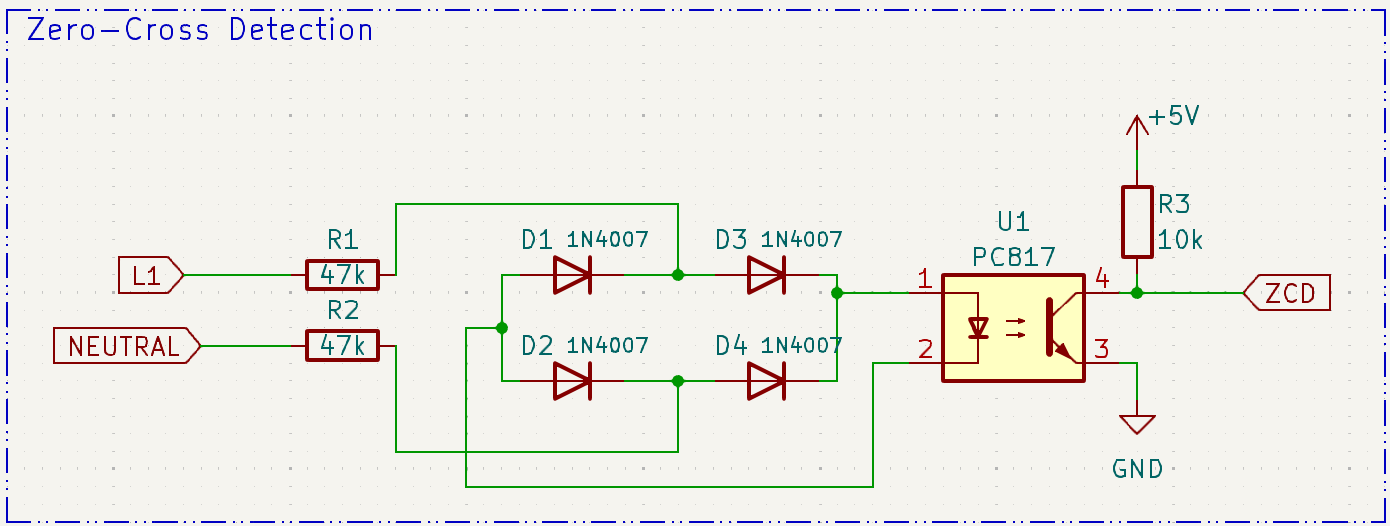 Zero-Cross Detection
+5V
R3
10k
U1
PC817
R1
D1 1N4007
D3 1N4007
L1
47k
1
4
ZCD
R2
NEUTRAL
47k
D2 1N4007
D4 1N4007
2
3
GND